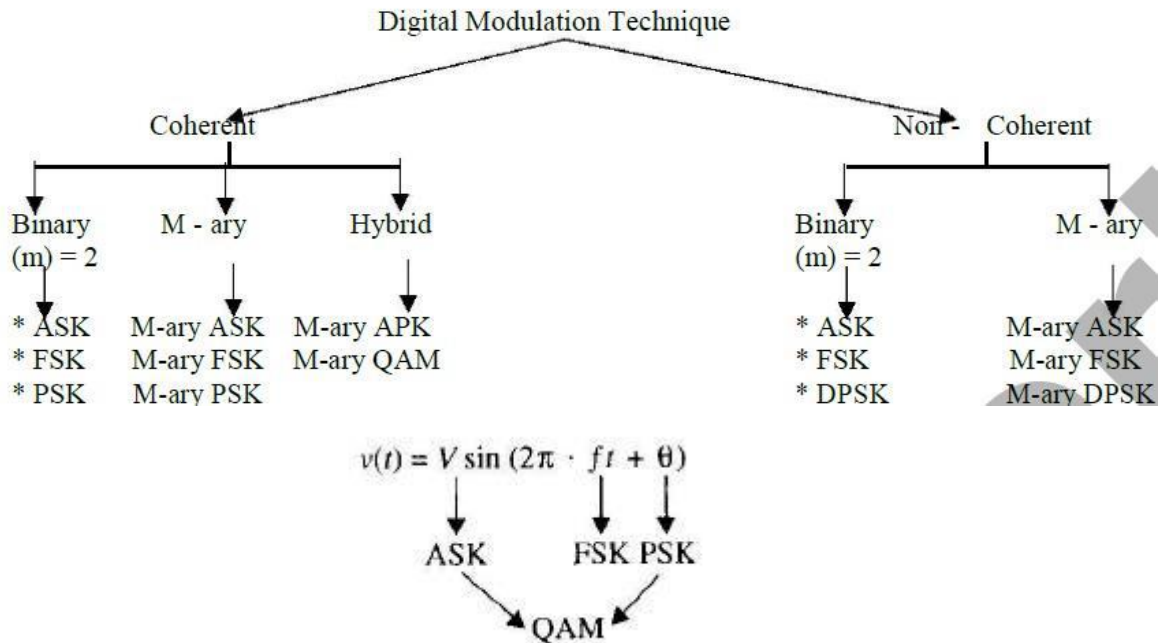 Digital Modulation Technique
Coherent Non - Coherent
Binary M - ary Hybrid Binary M - ary
(m) = 2 (m) = 2
* ASK M-ary ASK M-ary APK * ASK M-ary ASK
* FSK M-ary FSK M-ary QAM * FSK M-ary FSK
* PSK M-ary PSK * DPSK M-ary DPSK
v(t) = V sin (2π · ft + θ)
ASK FSK PSK
QAM